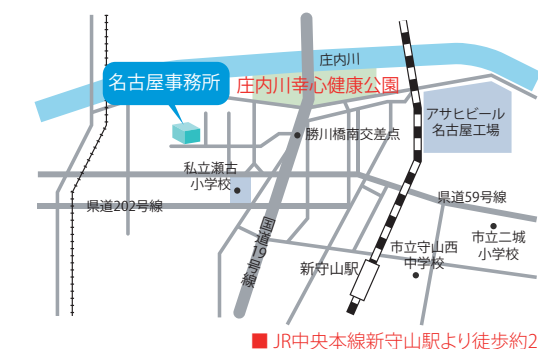 庄内川
名古屋事務所
庄内川幸心健康公園
アサヒビール
名古屋工場
勝川橋南交差点
私立瀬古
小学校
県道59号線
県道202号線
国道19号線
市立二城
小学校
市立守山西
中学校
新守山駅
■ JR中央本線新守山駅より徒歩約2